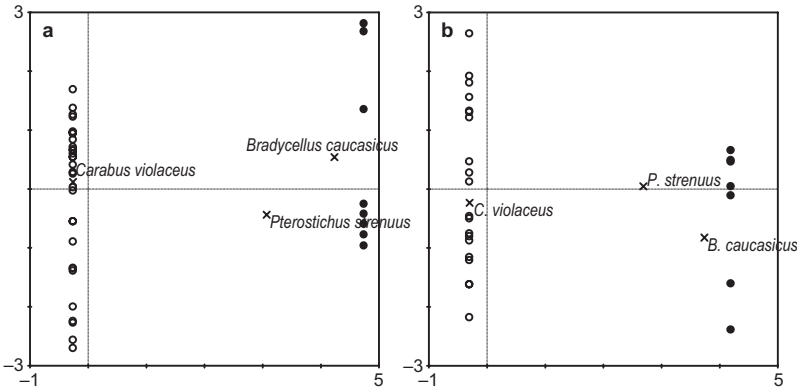 3
a
Bradycellus caucasicus
Carabus violaceus
Pterostichus strenuus
–3
–1
5
3
b
P. strenuus
C. violaceus
B. caucasicus
–3
–1
5